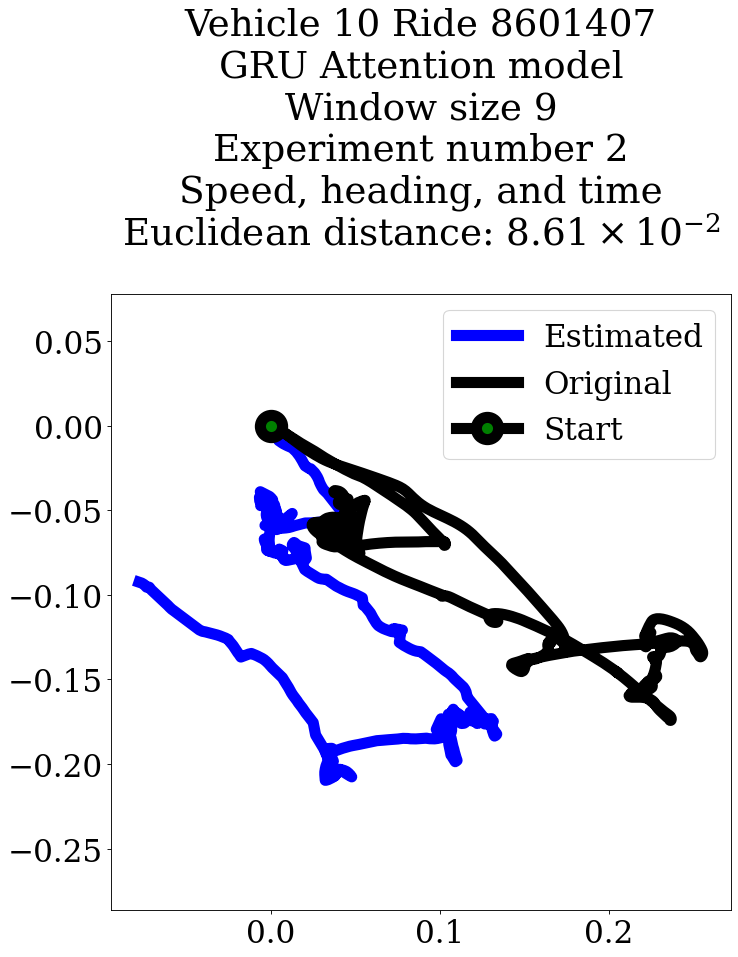 Vehicle 10 Ride 8601407
GRU Attention model
Window size 9
Experiment number 2
Speed, heading, and time
Euclidean distance: 8.61 × 10⁻²
Estimated
Original
Start
0.05
0.00
−0.05
−0.10
−0.15
−0.20
−0.25
0.0 0.1 0.2